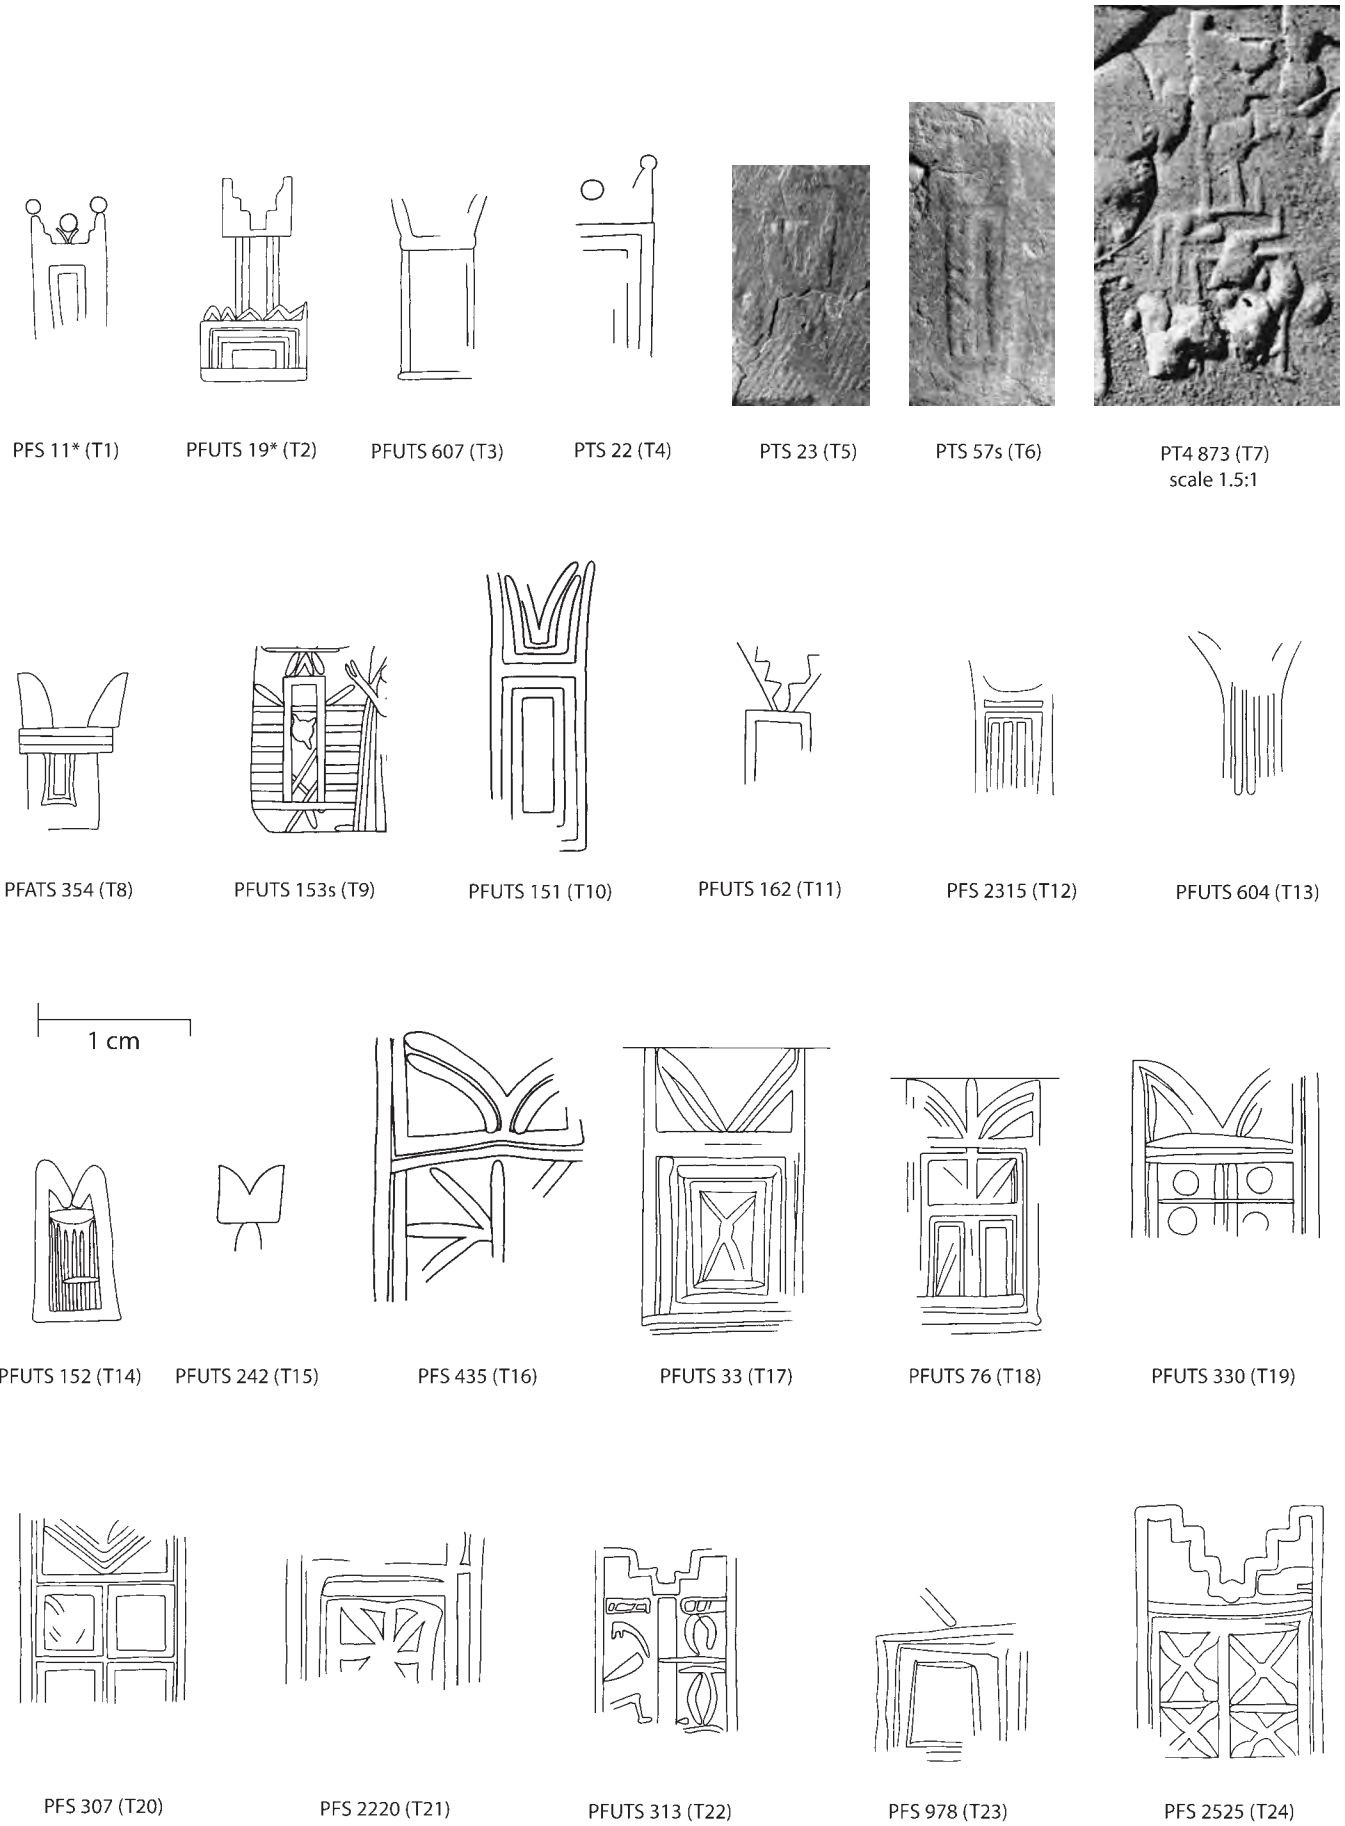 PFS 11* (T1)
PFUTS 19* (T2)
PFUTS 607 (T3)
PTS 22 (T4)
PTS 23 (T5)
PTS 57s (T6)
PT4 873 (T7)
scale 1.5:1
PFATS 354 (T8)
PFUTS 153s (T9)
PFUTS 151 (T10)
PFUTS 162 (T11)
PFS 2315 (T12)
PFUTS 604 (T13)
1 cm
PFUTS 152 (T14)
PFUTS 242 (T15)
PFS 435 (T16)
PFUTS 33 (T17)
PFUTS 76 (T18)
PFUTS 330 (T19)
PFS 307 (T20)
PFS 2220 (T21)
PFUTS 313 (T22)
PFS 978 (T23)
PFS 2525 (T24)